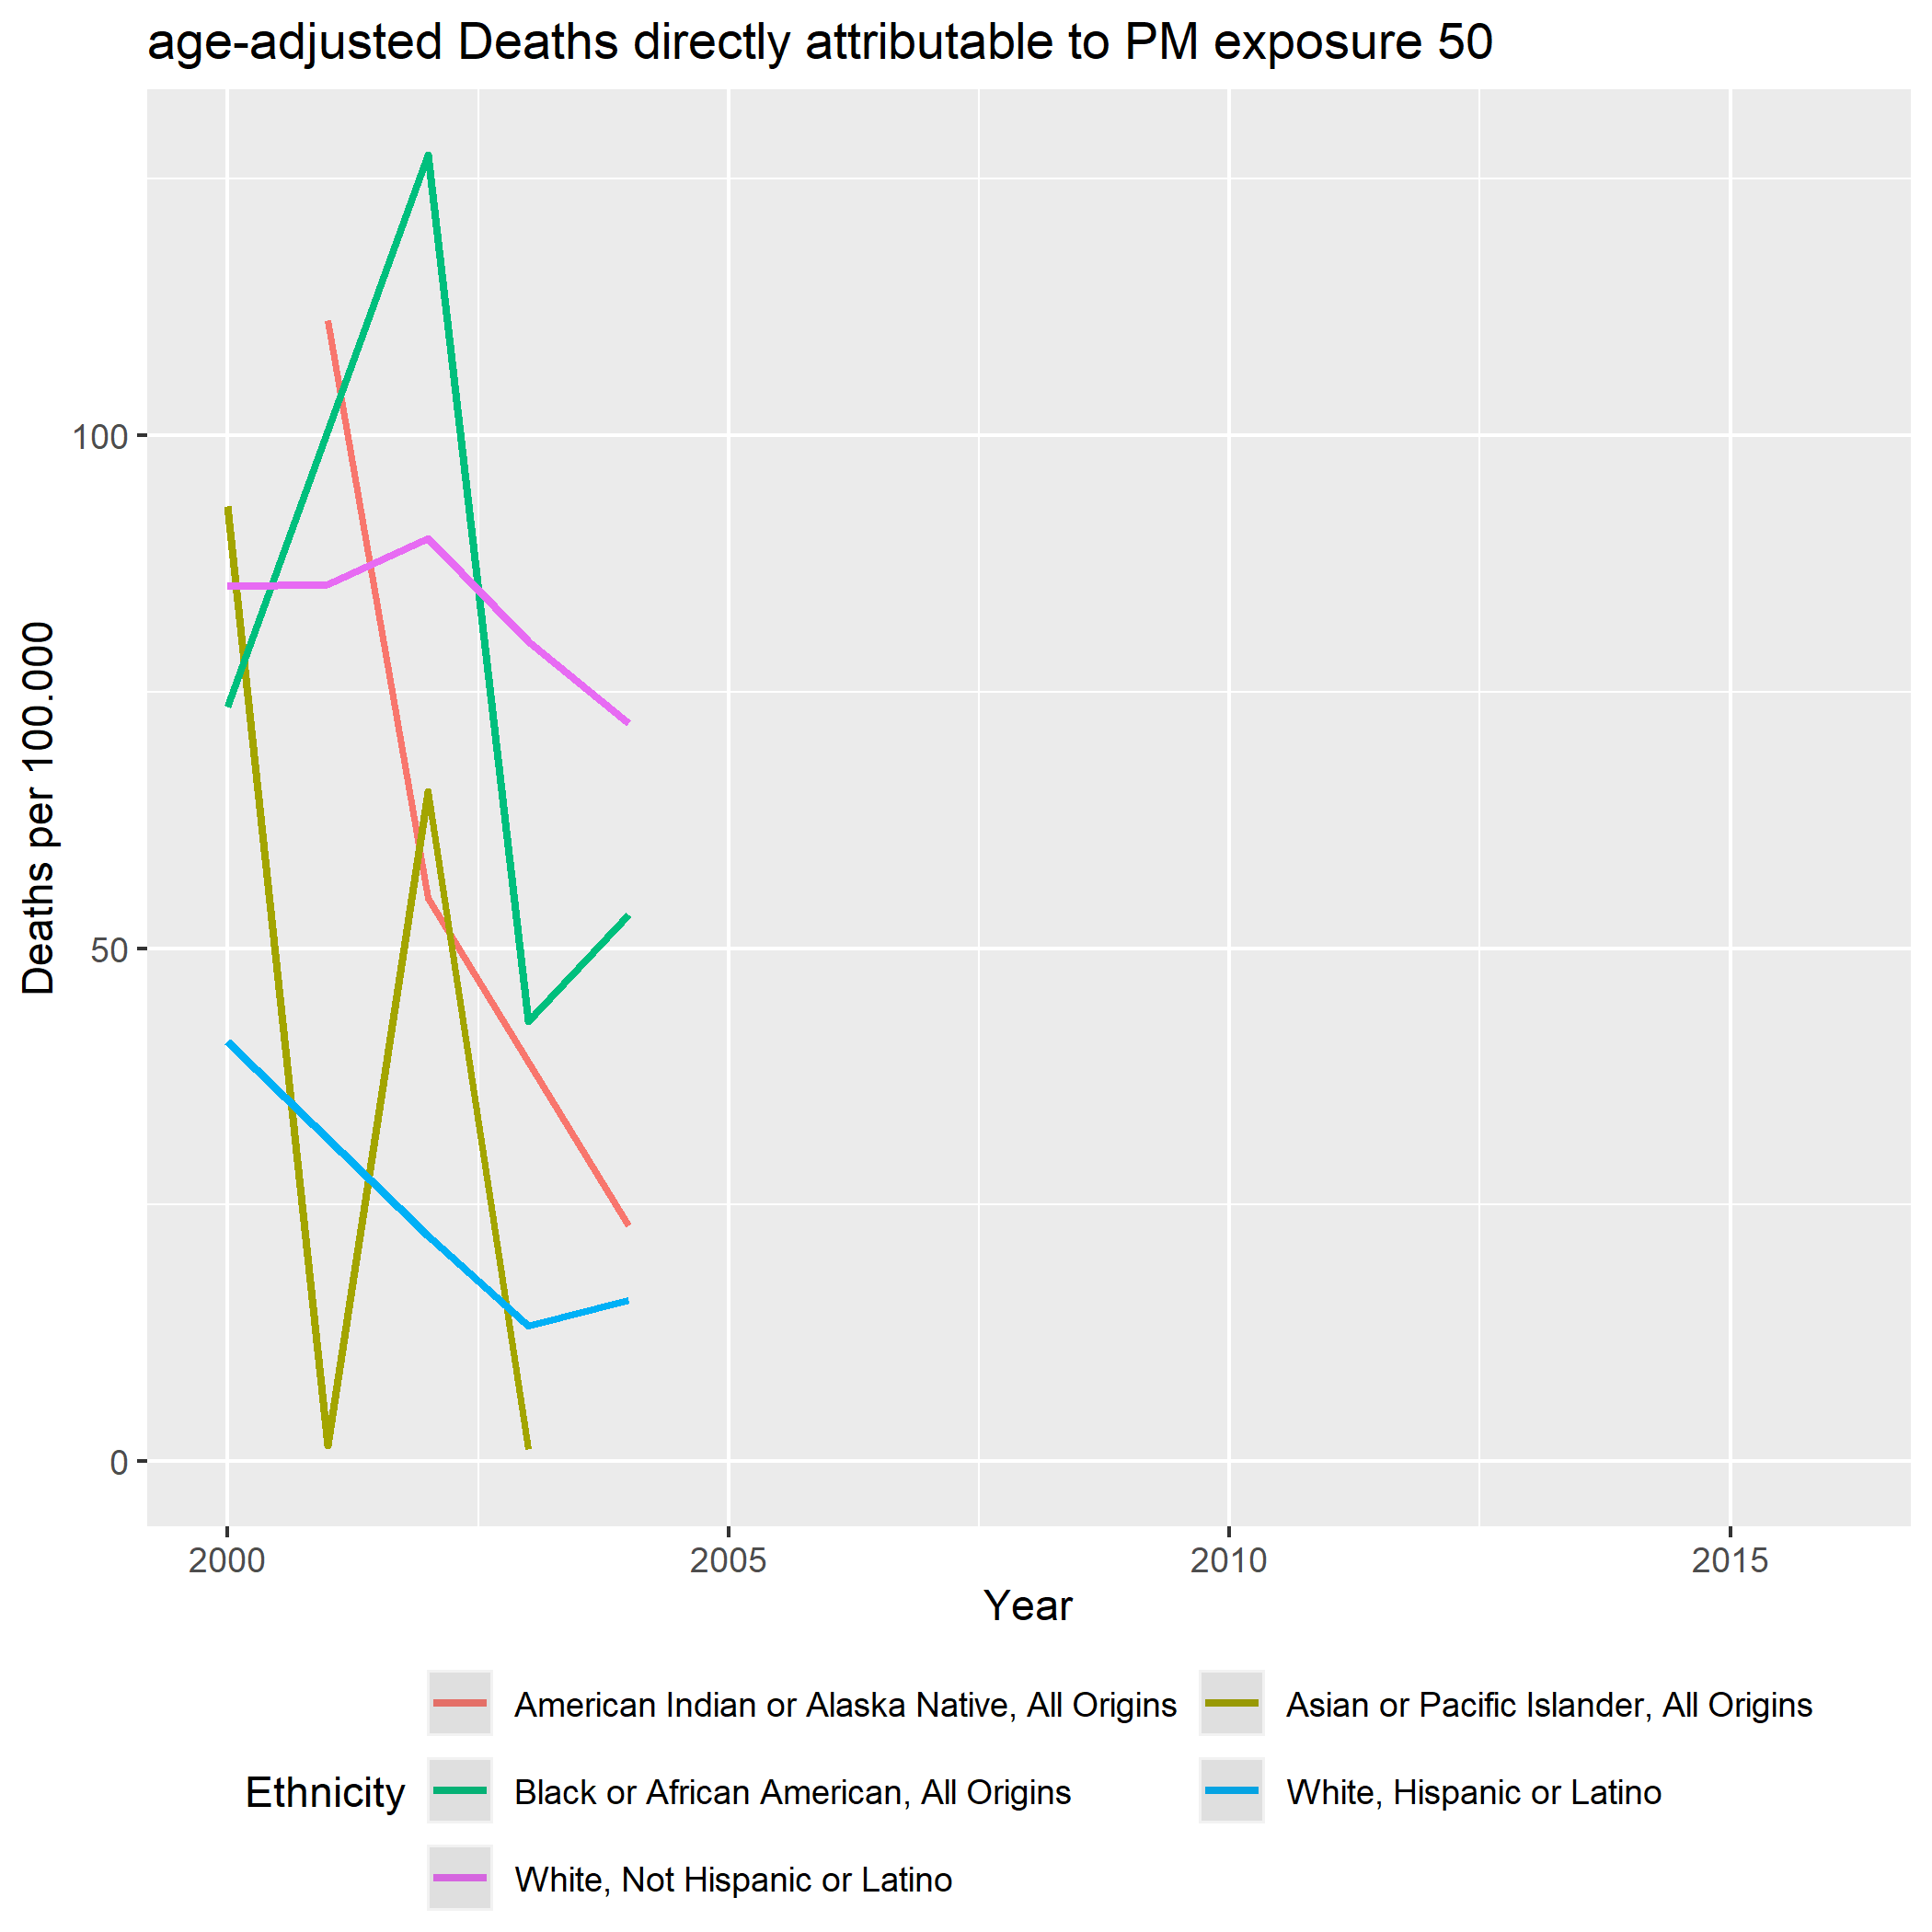 age-adjusted Deaths directly attributable to PM exposure 50
Deaths per 100.000
100
50
0
2000 2005 2010 2015
Year
Ethnicity
American Indian or Alaska Native, All Origins
Asian or Pacific Islander, All Origins
Black or African American, All Origins
White, Hispanic or Latino
White, Not Hispanic or Latino